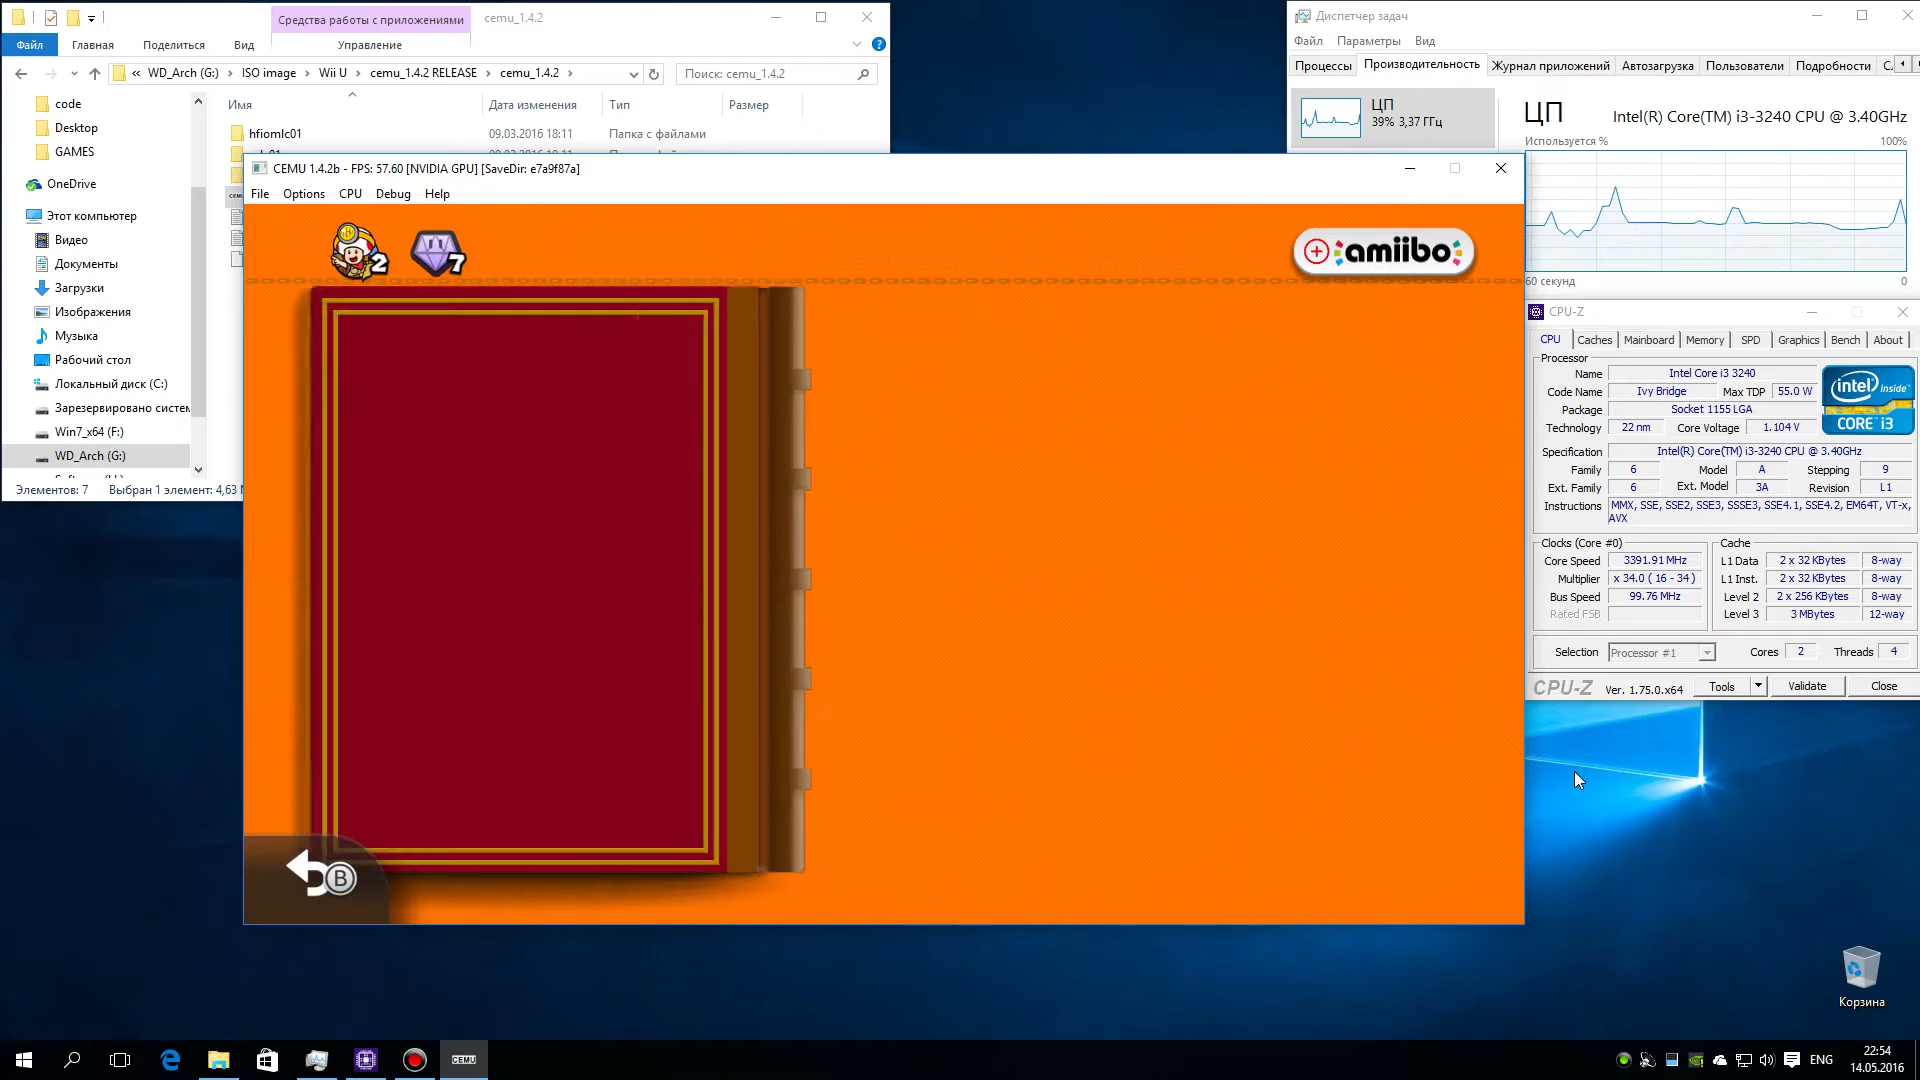 Средства работы с приложениями
cemu_1.4.2
Файл
Главная
Поделиться
Вид
Управление
« WD_Arch (G:) › ISO image › Wii U › cemu_1.4.2 RELEASE › cemu_1.4.2 ›
Поиск: cemu_1.4.2
code
Desktop
GAMES
OneDrive
Этот компьютер
Видео
Документы
Загрузки
Изображения
Музыка
Рабочий стол
Локальный диск (C:)
Зарезервировано систем
Win7_x64 (F:)
WD_Arch (G:)
Имя
Дата изменения
Тип
Размер
hfiomlc01
09.03.2016 18:11
Папка с файлами
Элементов: 7
Выбран 1 элемент: 4,63 М
CEMU 1.4.2b - FPS: 57.60 [NVIDIA GPU] [SaveDir: e7a9f87a]
File
Options
CPU
Debug
Help
2
7
amiibo
B
Диспетчер задач
Файл
Параметры
Вид
Процессы
Производительность
Журнал приложений
Автозагрузка
Пользователи
Подробности
С.
ЦП
39% 3,37 ГГц
ЦП
Intel(R) Core(TM) i3-3240 CPU @ 3.40GHz
Используется %
100%
60 секунд
0
CPU-Z
CPU
Caches
Mainboard
Memory
SPD
Graphics
Bench
About
Processor
Name Intel Core i3 3240
Code Name Ivy Bridge Max TDP 55.0 W
Package Socket 1155 LGA
Technology 22 nm Core Voltage 1.104 V
intel inside
CORE i3
Specification Intel(R) Core(TM) i3-3240 CPU @ 3.40GHz
Family 6 Model A Stepping 9
Ext. Family 6 Ext. Model 3A Revision L1
Instructions MMX, SSE, SSE2, SSE3, SSSE3, SSE4.1, SSE4.2, EM64T, VT-x,
AVX
Clocks (Core #0)
Core Speed 3391.91 MHz
Multiplier x 34.0 ( 16 - 34 )
Bus Speed 99.76 MHz
Rated FSB
Cache
L1 Data 2 x 32 KBytes 8-way
L1 Inst. 2 x 32 KBytes 8-way
Level 2 2 x 256 KBytes 8-way
Level 3 3 MBytes 12-way
Selection Processor #1 Cores 2 Threads 4
CPU-Z Ver. 1.75.0.x64 Tools Validate Close
Корзина
CEMU
ENG
22:54
14.05.2016